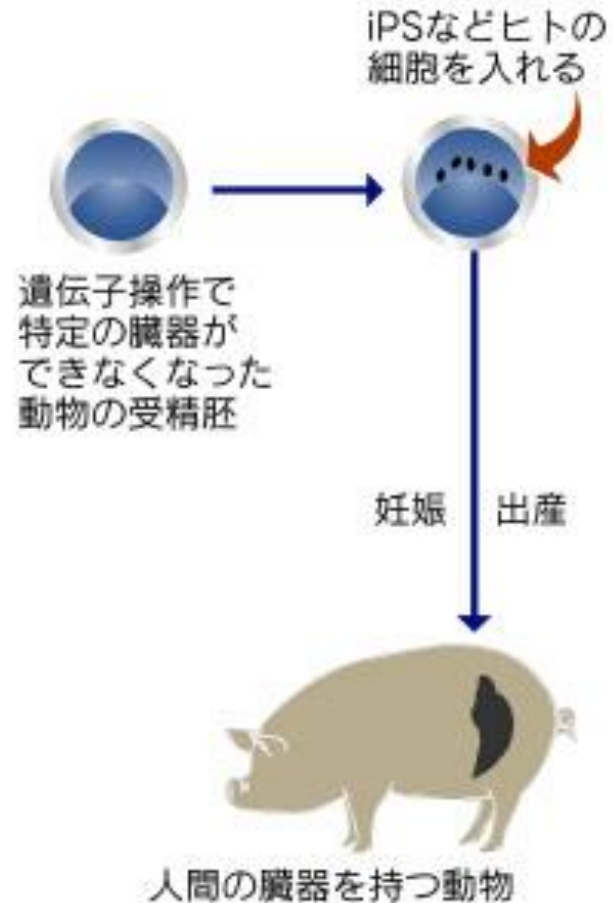 iPSなどヒトの
細胞を入れる
遺伝子操作で
特定の臓器が
できなくなった
動物の受精胚
妊娠
出産
人間の臓器を持つ動物